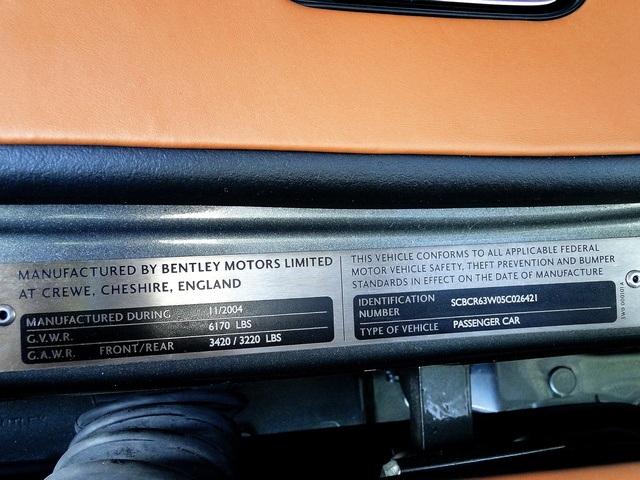 MANUFACTURED BY BENTLEY MOTORS LIMITED
AT CREWE, CHESHIRE, ENGLAND
MANUFACTURED DURING 11/2004
G.V.W.R. 6170 LBS
G.A.W.R. FRONT/REAR 3420 / 3220 LBS
THIS VEHICLE CONFORMS TO ALL APPLICABLE FEDERAL
MOTOR VEHICLE SAFETY, THEFT PREVENTION AND BUMPER
STANDARDS IN EFFECT ON THE DATE OF MANUFACTURE
IDENTIFICATION
NUMBER SCBCR63W05C026421
TYPE OF VEHICLE PASSENGER CAR